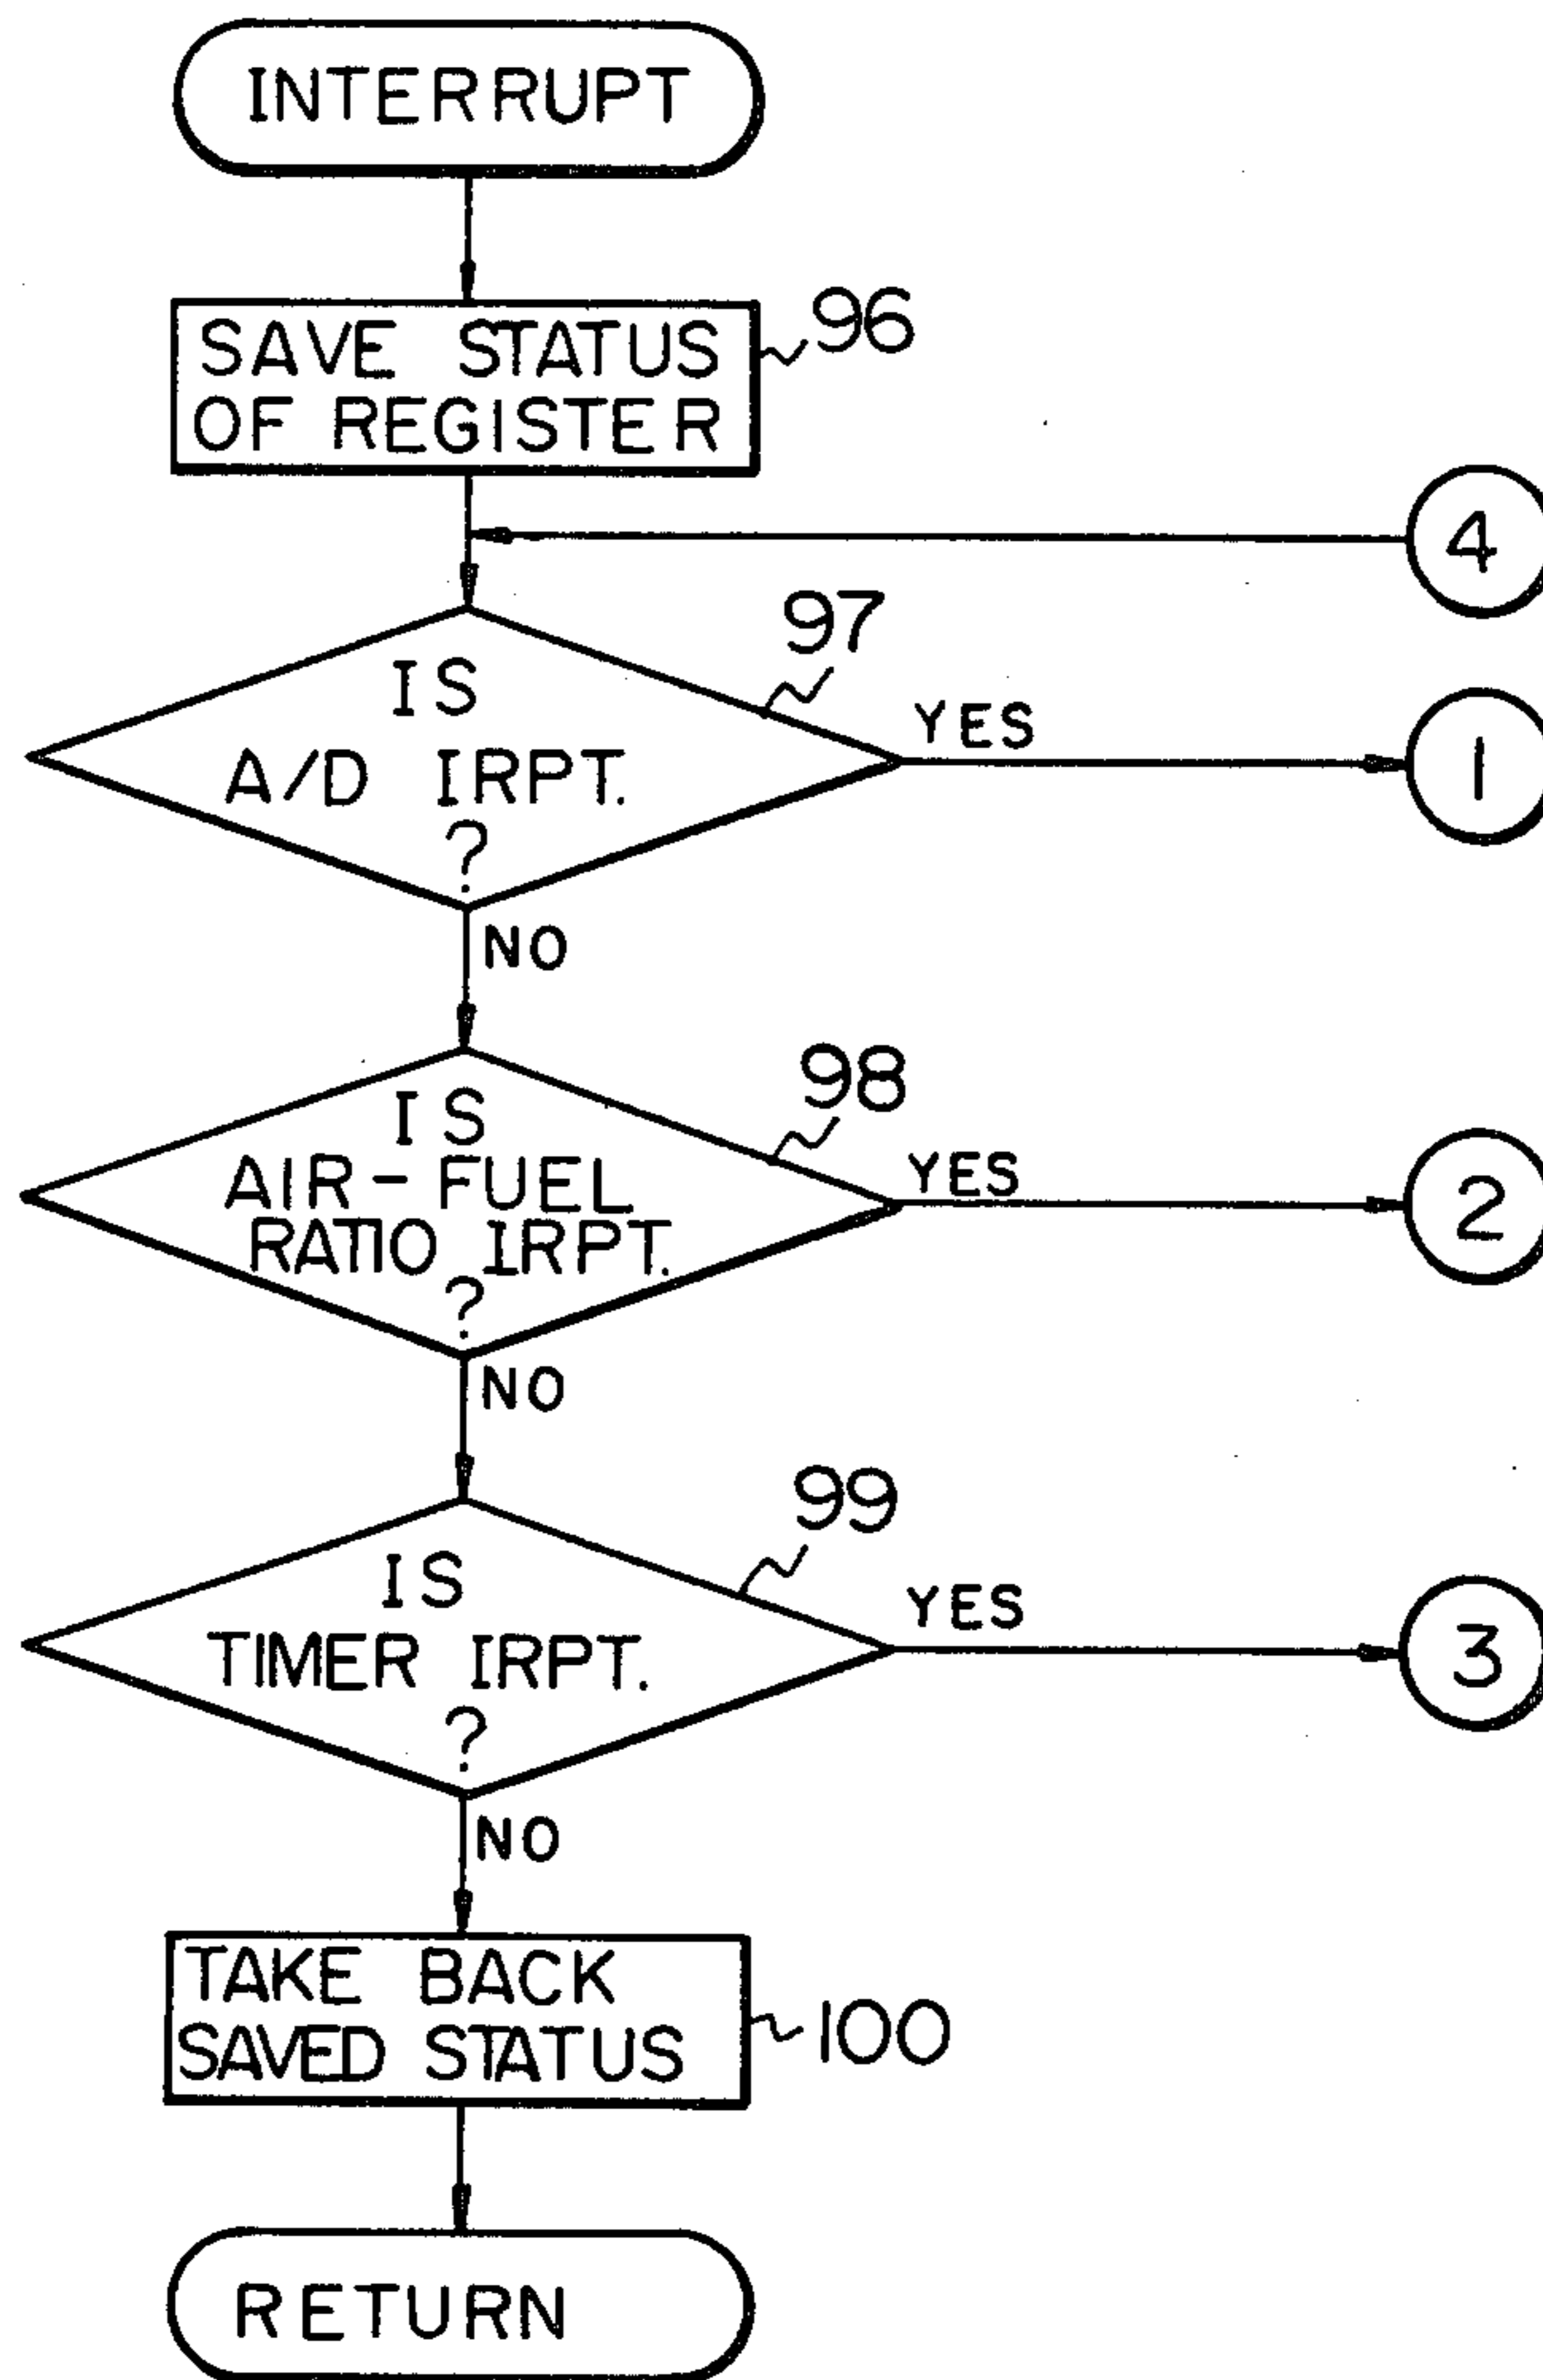 INTERRUPT
SAVE STATUS
OF REGISTER
96
4
97
IS
A/D IRPT.
?
YES
1
NO
98
IS
AIR-FUEL
RATIO IRPT.
?
YES
2
NO
99
IS
TIMER IRPT.
?
YES
3
NO
TAKE BACK
SAVED STATUS
100
RETURN